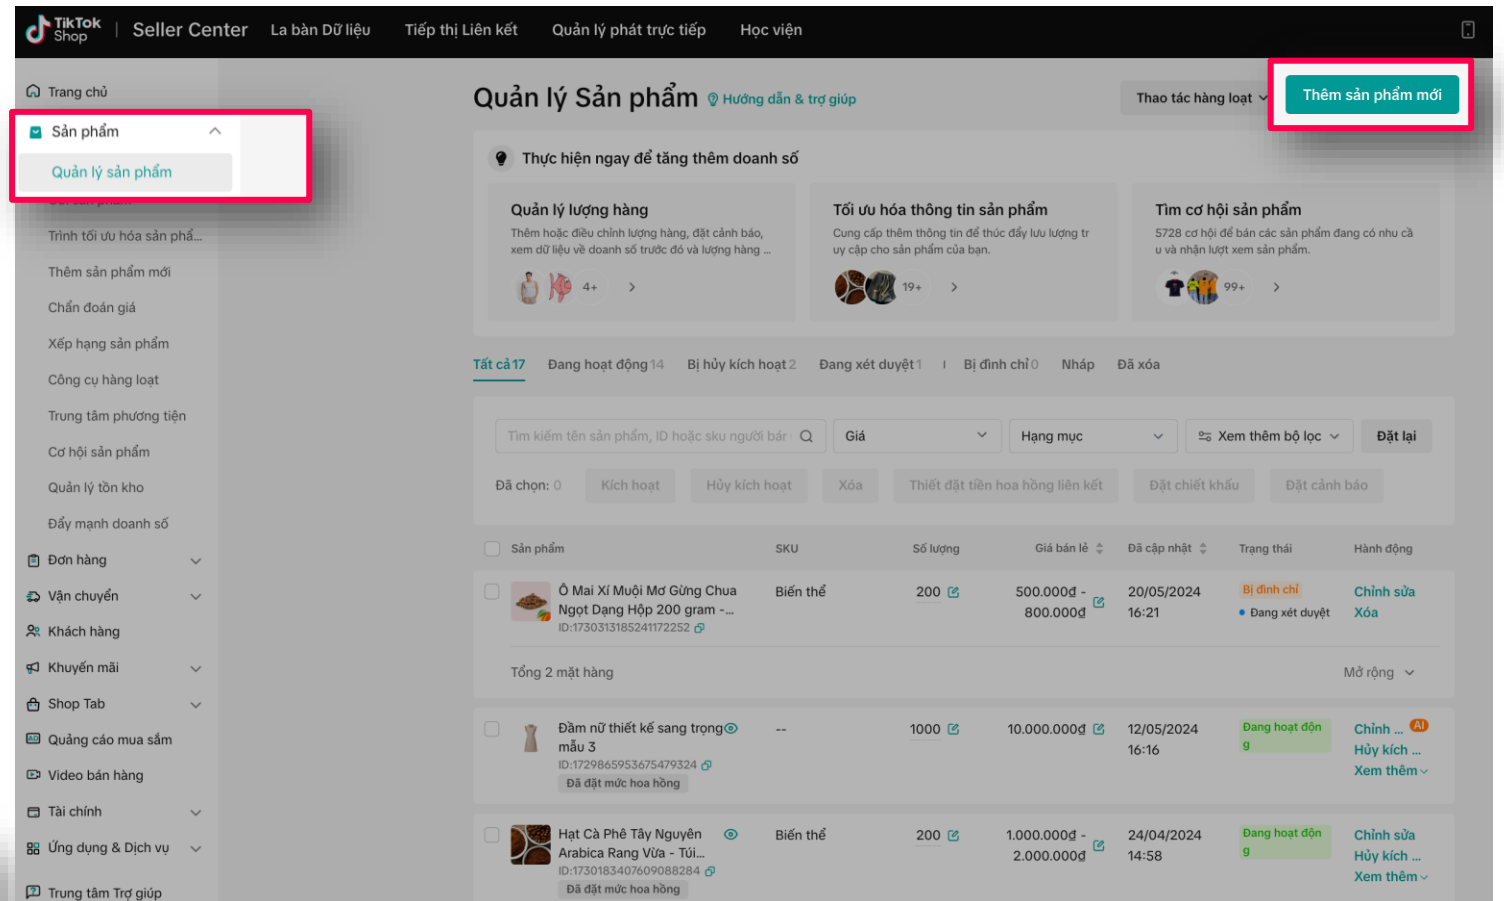 TikTok Shop | Seller Center La bàn Dữ liệu Tiếp thị Liên kết Quản lý phát trực tiếp Học viện
Trang chủ
Sản phẩm
Quản lý sản phẩm
Trình tối ưu hóa sản phẩ...
Thêm sản phẩm mới
Chẩn đoán giá
Xếp hạng sản phẩm
Công cụ hàng loạt
Trung tâm phương tiện
Cơ hội sản phẩm
Quản lý tồn kho
Đẩy mạnh doanh số
Đơn hàng
Vận chuyển
Khách hàng
Khuyến mãi
Shop Tab
Quảng cáo mua sắm
Video bán hàng
Tài chính
Ứng dụng & Dịch vụ
Trung tâm Trợ giúp
Quản lý Sản phẩm Hướng dẫn & trợ giúp
Thao tác hàng loạt
Thêm sản phẩm mới
Thực hiện ngay để tăng thêm doanh số
Quản lý lượng hàng
Thêm hoặc điều chỉnh lượng hàng, đặt cảnh báo,
xem dữ liệu về doanh số trước đó và lượng hàng ...
4+
Tối ưu hóa thông tin sản phẩm
Cung cấp thêm thông tin để thúc đẩy lưu lượng tr
uy cập cho sản phẩm của bạn.
19+
Tìm cơ hội sản phẩm
5728 cơ hội để bán các sản phẩm đang có nhu cầ
u và nhận lượt xem sản phẩm.
99+
Tất cả 17 Đang hoạt động 14 Bị hủy kích hoạt 2 Đang xét duyệt 1 Bị đình chỉ 0 Nháp Đã xóa
Tìm kiếm tên sản phẩm, ID hoặc sku người bán Giá Hạng mục Xem thêm bộ lọc Đặt lại
Đã chọn: 0 Kích hoạt Hủy kích hoạt Xóa Thiết đặt tiền hoa hồng liên kết Đặt chiết khấu Đặt cảnh báo
Sản phẩm SKU Số lượng Giá bán lẻ Đã cập nhật Trạng thái Hành động
Ô Mai Xí Muội Mơ Gừng Chua Biến thể 200 500.000₫ - 20/05/2024 Bị đình chỉ Chỉnh sửa
Ngọt Dạng Hộp 200 gram -... 800.000₫ 16:21 Đang xét duyệt Xóa
ID:1730313185241172252
Tổng 2 mặt hàng Mở rộng
Đầm nữ thiết kế sang trọng -- 1000 10.000.000₫ 12/05/2024 Đang hoạt độn Chỉnh ... AI
mẫu 3 16:16 g Hủy kích ...
ID:1729865953675479324 Xem thêm
Đã đặt mức hoa hồng
Hạt Cà Phê Tây Nguyên Biến thể 200 1.000.000₫ - 24/04/2024 Đang hoạt độn Chỉnh sửa
Arabica Rang Vừa - Túi... 2.000.000₫ 14:58 g Hủy kích ...
ID:1730183407609088284 Xem thêm
Đã đặt mức hoa hồng